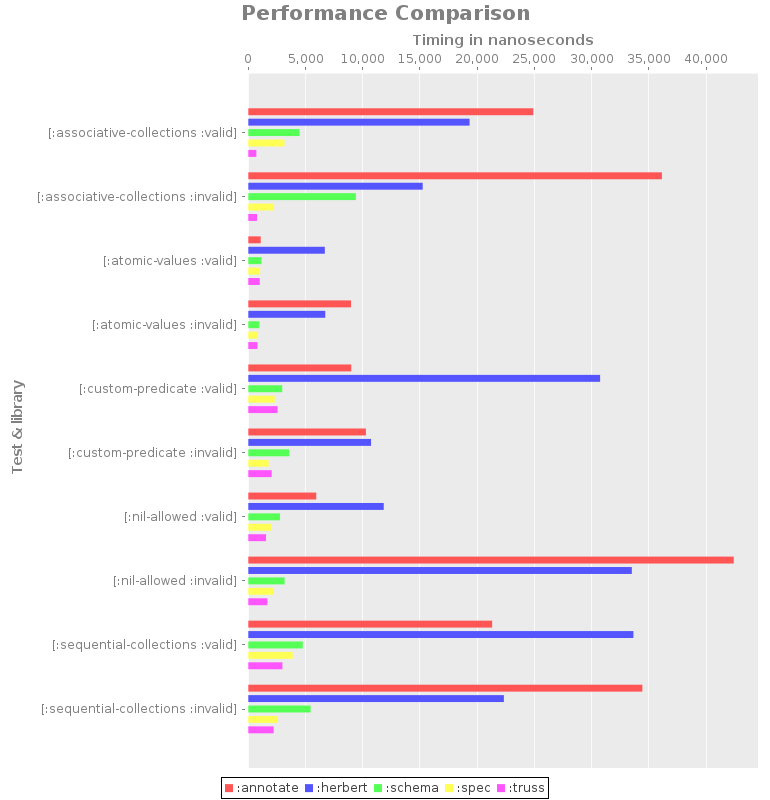 Performance Comparison
Timing in nanoseconds
0 5,000 10,000 15,000 20,000 25,000 30,000 35,000 40,000
Test & library
[:associative-collections :valid]
[:associative-collections :invalid]
[:atomic-values :valid]
[:atomic-values :invalid]
[:custom-predicate :valid]
[:custom-predicate :invalid]
[:nil-allowed :valid]
[:nil-allowed :invalid]
[:sequential-collections :valid]
[:sequential-collections :invalid]
:annotate :herbert :schema :spec :truss